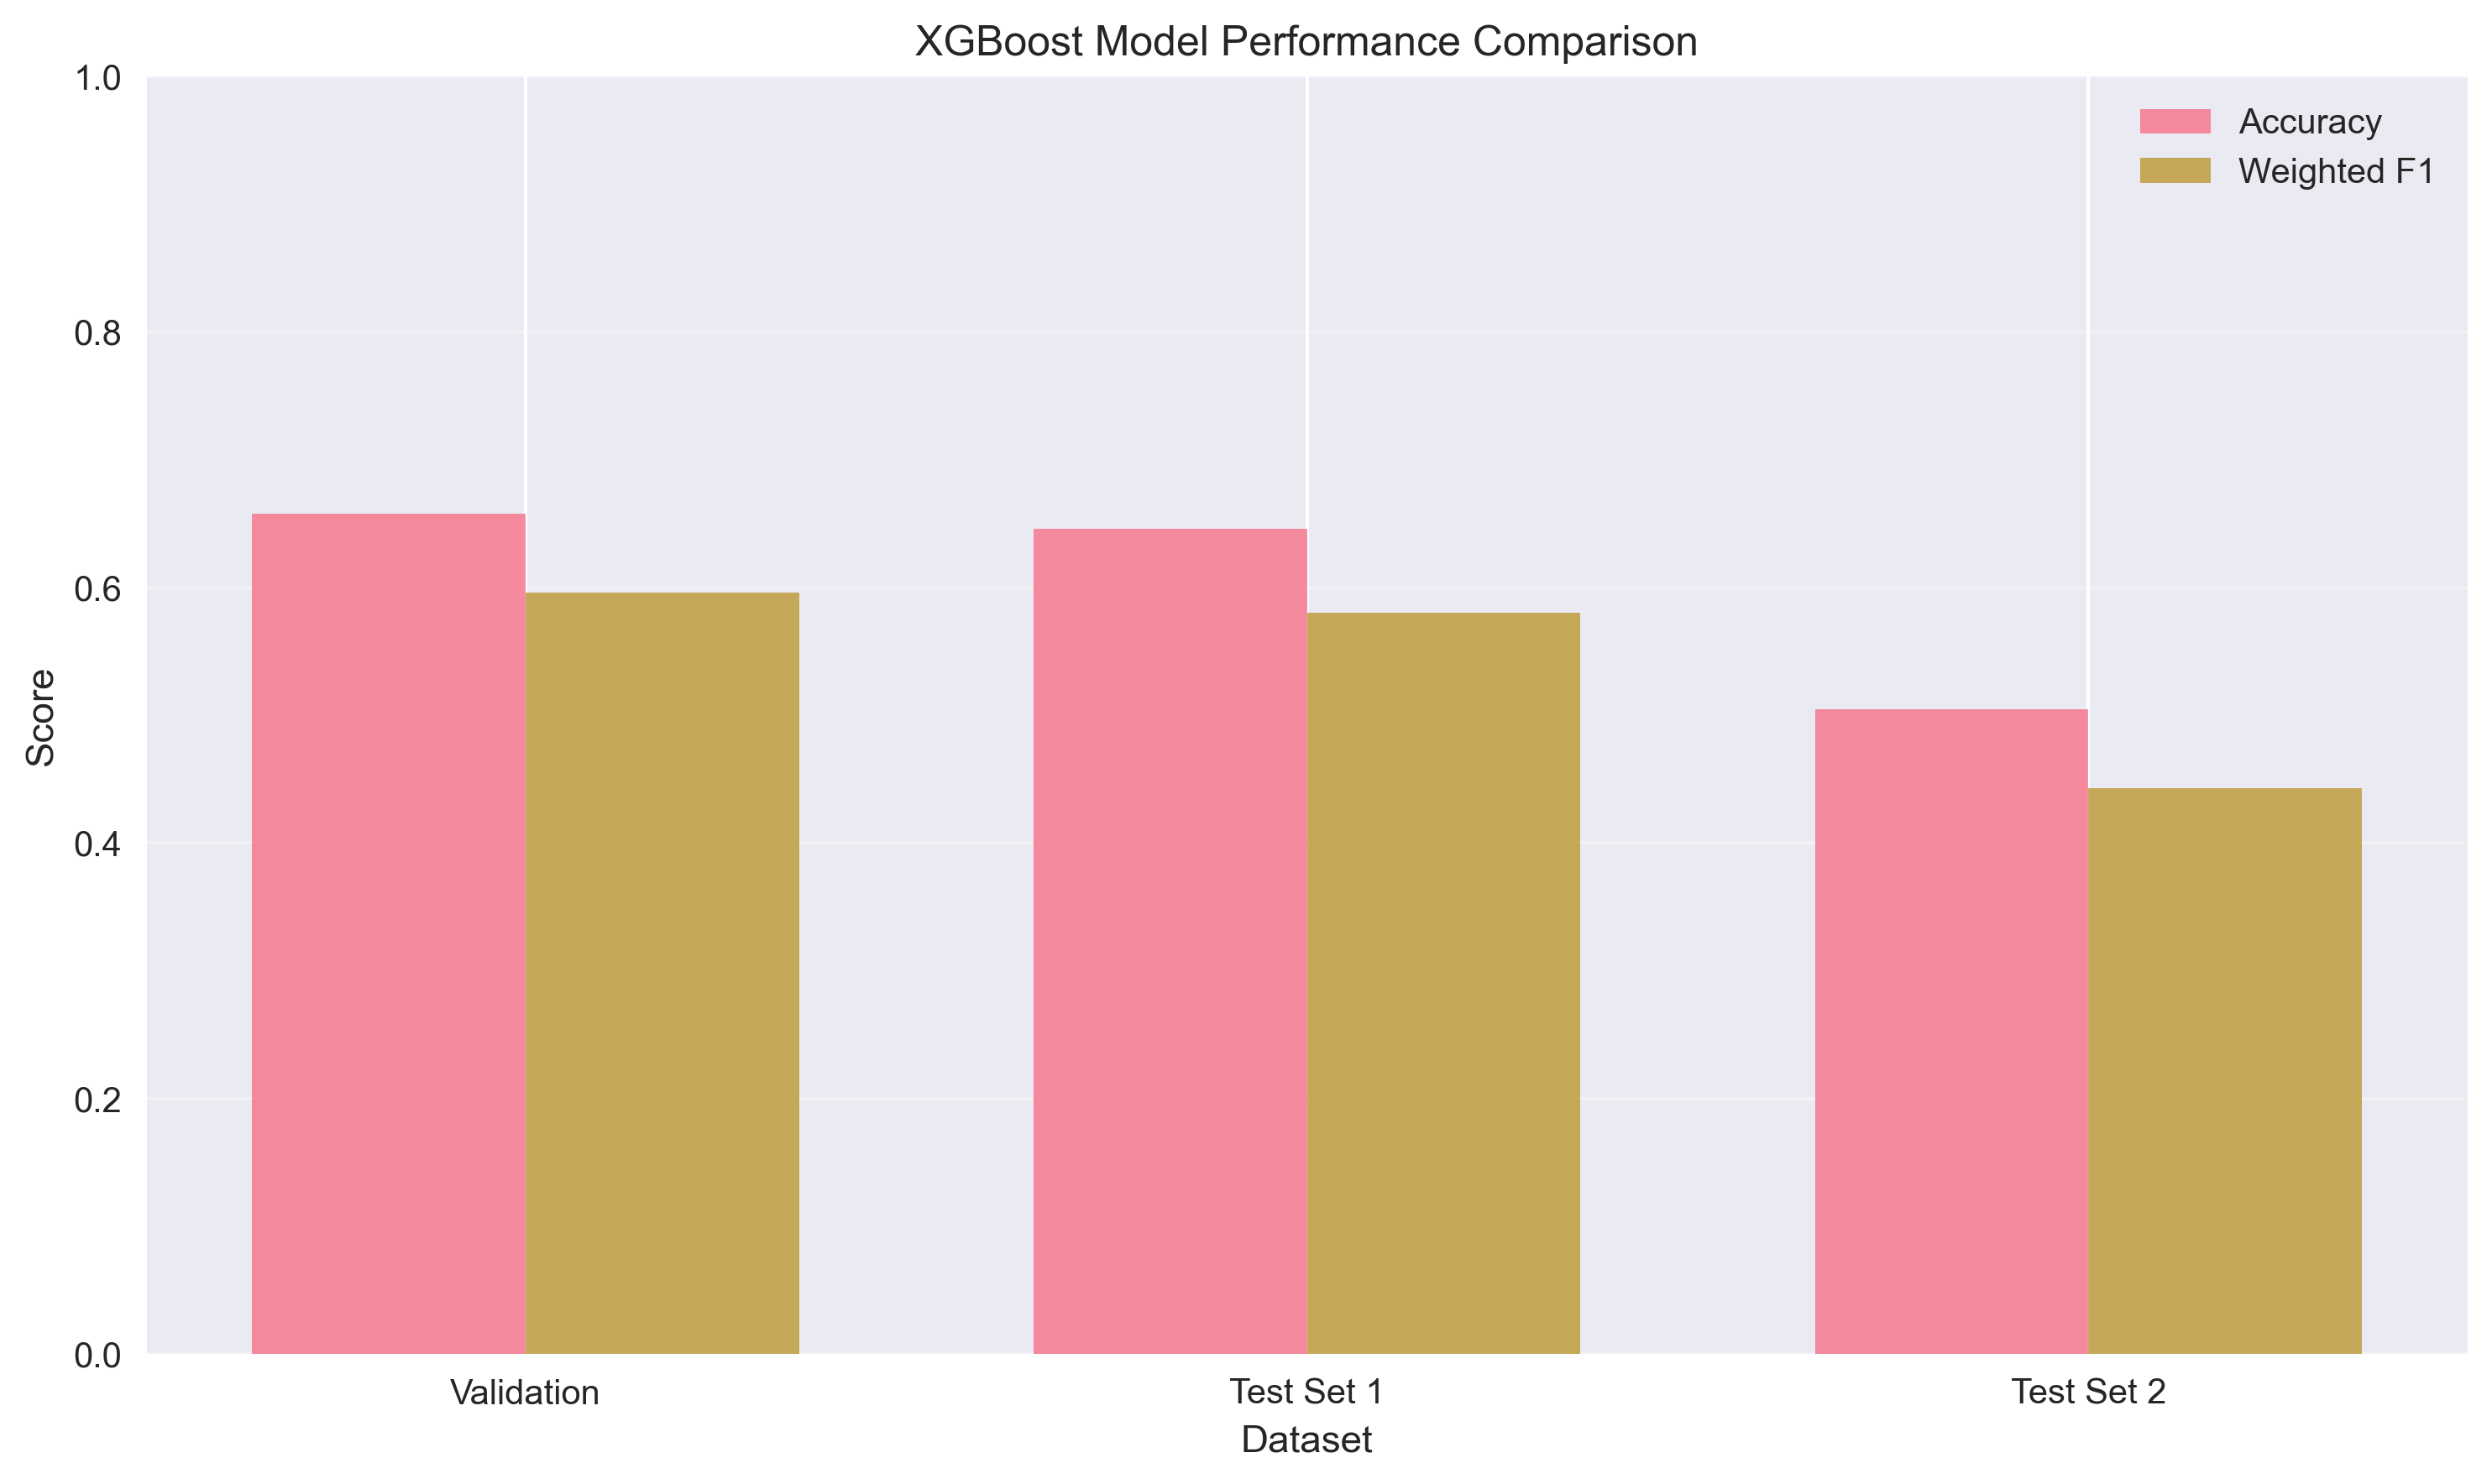 XGBoost Model Performance Comparison
1.0
0.8
0.6
0.4
0.2
0.0
Score
Accuracy
Weighted F1
Validation
Test Set 1
Test Set 2
Dataset